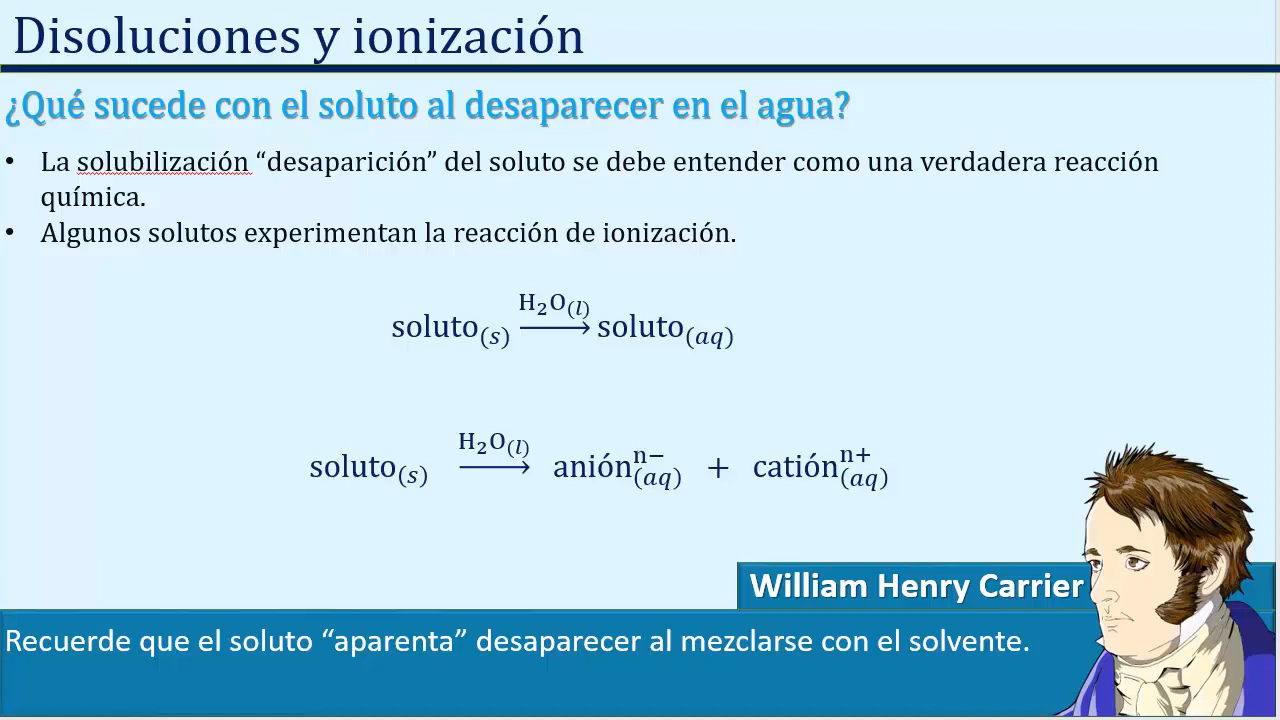 Disoluciones y ionización
¿Qué sucede con el soluto al desaparecer en el agua?
• La solubilización “desaparición” del soluto se debe entender como una verdadera reacción
química.
• Algunos solutos experimentan la reacción de ionización.
soluto(s) H₂O(l) ⟶ soluto(aq)
soluto(s) H₂O(l) ⟶ anión(aq)ⁿ⁻ + catión(aq)ⁿ⁺
William Henry Carrier
Recuerde que el soluto “aparenta” desaparecer al mezclarse con el solvente.